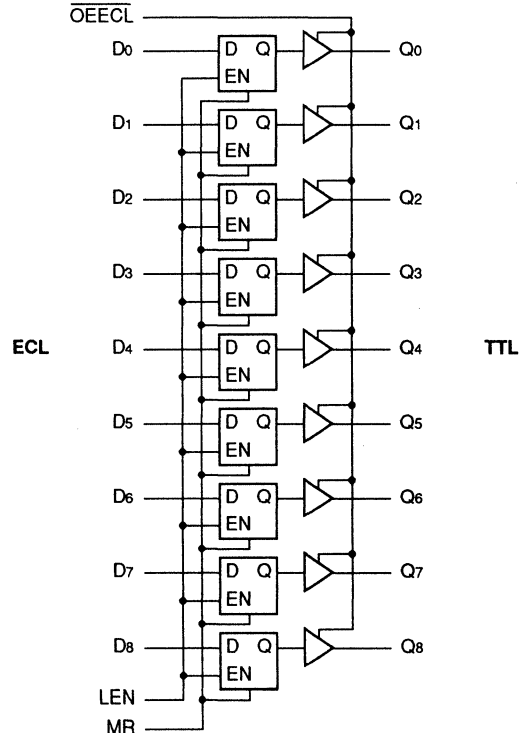 OEECL
D0 D Q Q0
EN
D1 D Q Q1
EN
D2 D Q Q2
EN
D3 D Q Q3
EN
ECL D4 D Q Q4 TTL
EN
D5 D Q Q5
EN
D6 D Q Q6
EN
D7 D Q Q7
EN
D8 D Q Q8
EN
LEN
MR